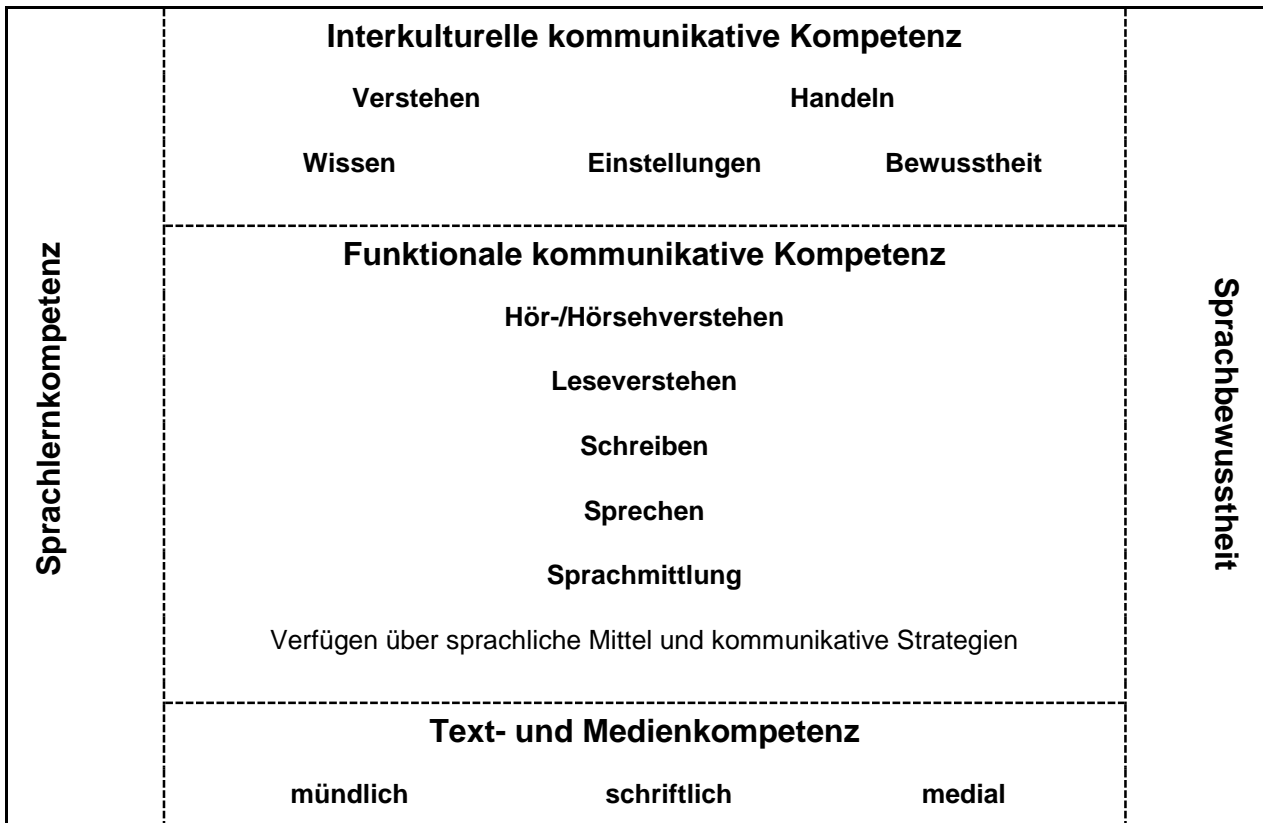 Sprachlernkompetenz
Interkulturelle kommunikative Kompetenz
Verstehen Handeln
Wissen Einstellungen Bewusstheit
Funktionale kommunikative Kompetenz
Hör-/Hörsehverstehen
Leseverstehen
Schreiben
Sprechen
Sprachmittlung
Verfügen über sprachliche Mittel und kommunikative Strategien
Text- und Medienkompetenz
mündlich schriftlich medial
Sprachbewusstheit